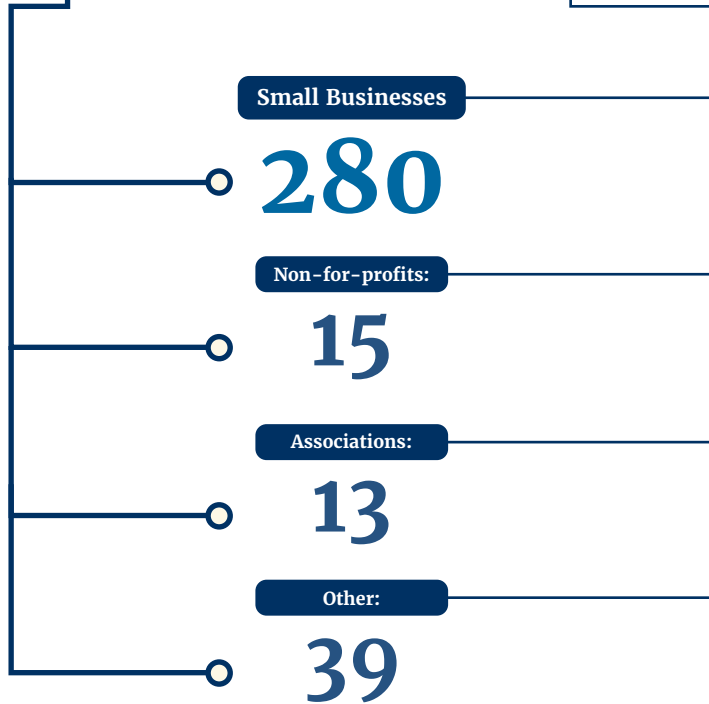 Small Businesses
280
Non-for-profits:
15
Associations:
13
Other:
39